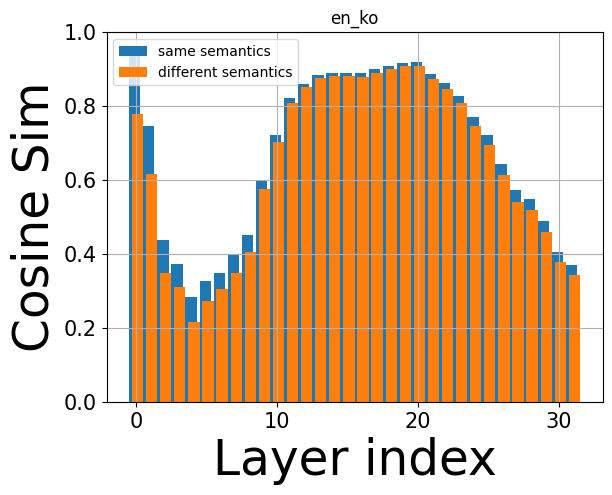 en_ko
same semantics
different semantics
Cosine Sim
1.0
0.8
0.6
0.4
0.2
0.0
0 10 20 30
Layer index